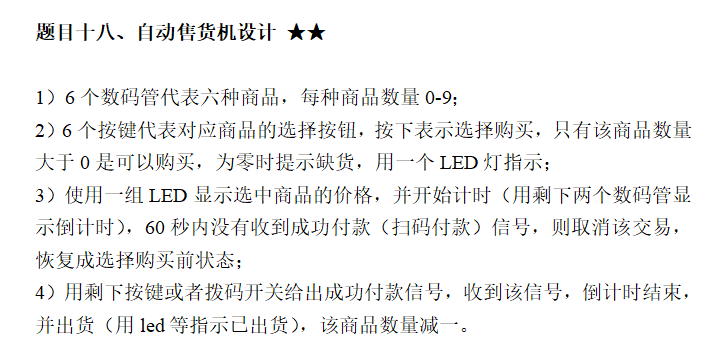 题目十八、自动售货机设计 ★★
1）6 个数码管代表六种商品，每种商品数量 0-9；
2）6 个按键代表对应商品的选择按钮，按下表示选择购买，只有该商品数量
大于 0 是可以购买，为零时提示缺货，用一个 LED 灯指示；
3）使用一组 LED 显示选中商品的价格，并开始计时（用剩下两个数码管显
示倒计时），60 秒内没有收到成功付款（扫码付款）信号，则取消该交易，
恢复成选择购买前状态；
4）用剩下按键或者拨码开关给出成功付款信号，收到该信号，倒计时结束，
并出货（用 led 等指示已出货），该商品数量减一。